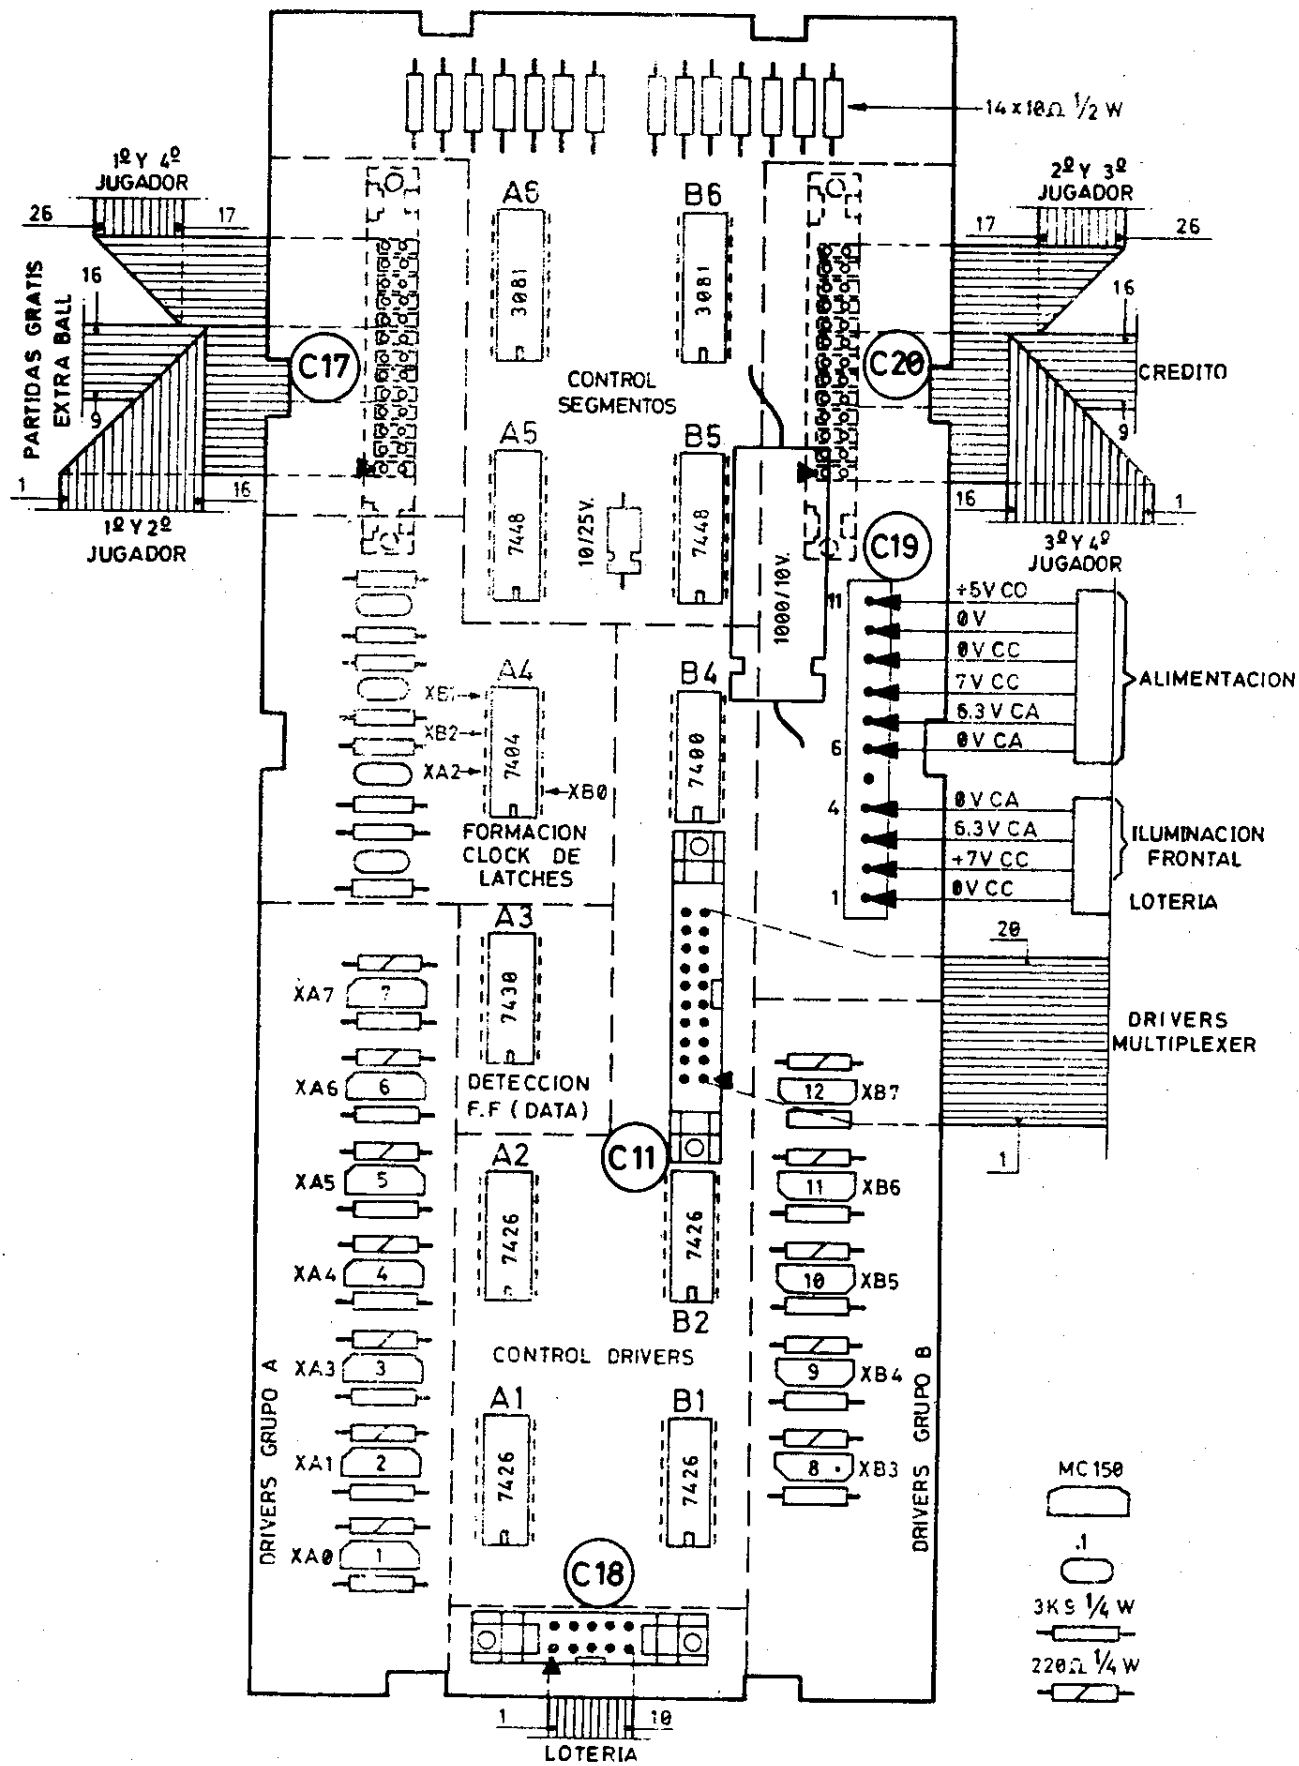 14x10Ω 1/2 W
1º Y 4º
JUGADOR
26
17
2º Y 3º
JUGADOR
17
26
A6
B6
3081
3081
PARTIDAS GRATIS
EXTRA BALL
16
9
C17
C20
16
CREDITO
9
CONTROL
SEGMENTOS
A5
B5
7448
7448
10/25V.
1000/10V.
1
16
1º Y 2º
JUGADOR
16
1
3º Y 4º
JUGADOR
C19
11
+5V CO
0V
0V CC
7V CC
6.3V CA
6
0V CA
ALIMENTACION
4
0V CA
6.3V CA
+7V CC
1
0V CC
ILUMINACION
FRONTAL
LOTERIA
A4
B4
XB1
XB2
XA2
XB0
7404
7400
FORMACION
CLOCK DE
LATCHES
A3
7430
DETECCION
F.F (DATA)
20
DRIVERS
MULTIPLEXER
1
C11
XA7
7
XA6
6
XA5
5
XA4
4
XA3
3
XA1
2
XA0
1
12
XB7
11
XB6
10
XB5
9
XB4
8
XB3
A2
7426
7426
B2
CONTROL DRIVERS
A1
B1
7426
7426
DRIVERS GRUPO A
DRIVERS GRUPO B
C18
1
10
LOTERIA
MC150
.1
3K9 1/4 W
220Ω 1/4 W